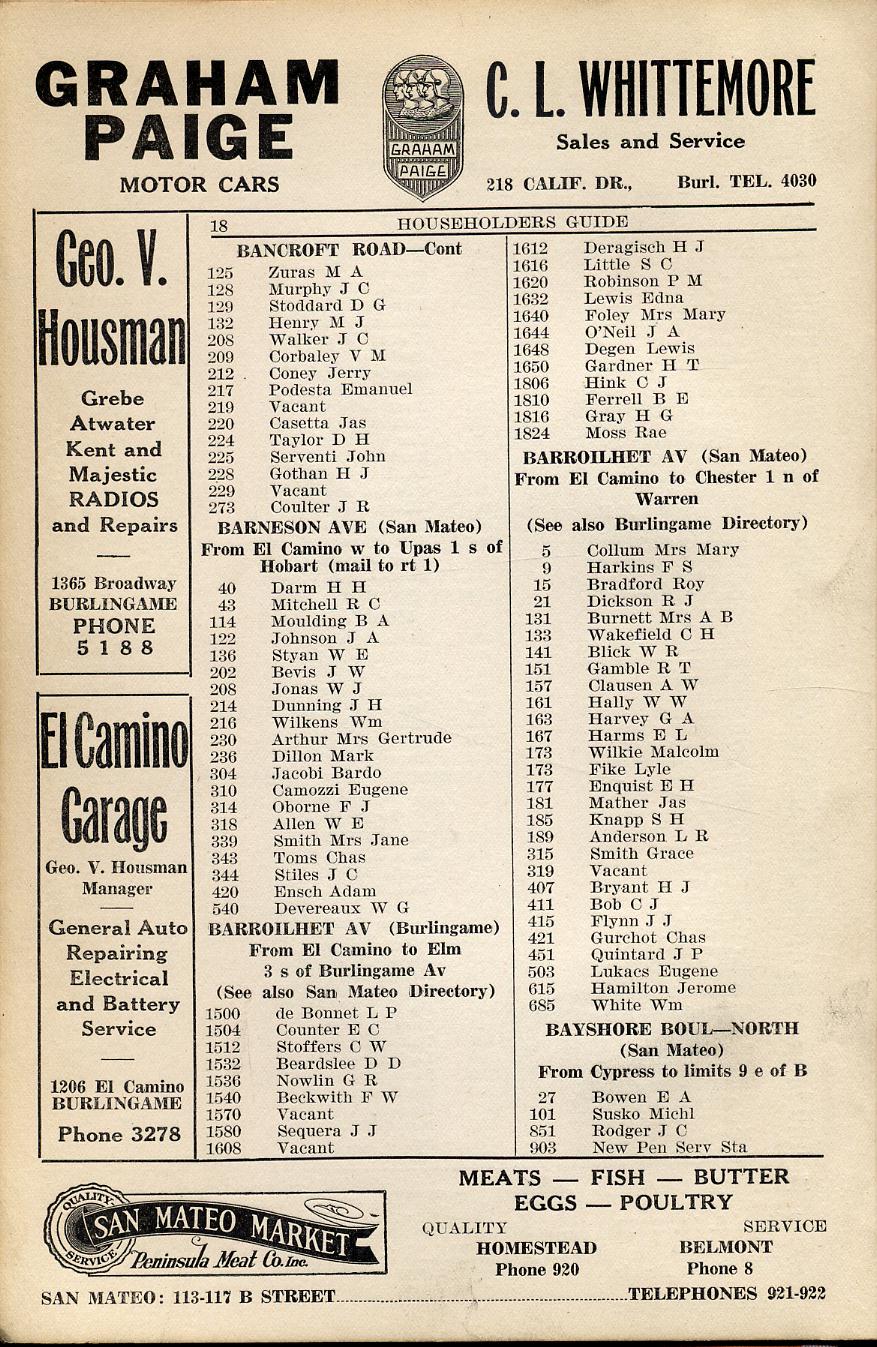 GRAHAM
PAIGE
MOTOR CARS
GRAHAM
PAIGE
C. L. WHITTEMORE
Sales and Service
218 CALIF. DR., Burl. TEL. 4030
Geo. V.
Housman
Grebe
Atwater
Kent and
Majestic
RADIOS
and Repairs
1365 Broadway
BURLINGAME
PHONE
5188
El Camino
Garage
Geo. V. Housman
Manager
General Auto
Repairing
Electrical
and Battery
Service
1206 El Camino
BURLINGAME
Phone 3278
18 HOUSEHOLDERS GUIDE
BANCROFT ROAD—Cont
125 Zuras M A
128 Murphy J C
129 Stoddard D G
132 Henry M J
208 Walker J C
209 Corbaley V M
212 Coney Jerry
217 Podesta Emanuel
219 Vacant
220 Casetta Jas
224 Taylor D H
225 Serventi John
228 Gothan H J
229 Vacant
273 Coulter J R
BARNESON AVE (San Mateo)
From El Camino w to Upas 1 s of
Hobart (mail to rt 1)
40 Darm H H
43 Mitchell R C
114 Moulding B A
122 Johnson J A
136 Styan W E
202 Bevis J W
208 Jonas W J
214 Dunning J H
216 Wilkens Wm
230 Arthur Mrs Gertrude
236 Dillon Mark
304 Jacobi Bardo
310 Camozzi Eugene
314 Oborne F J
318 Allen W E
339 Smith Mrs Jane
343 Toms Chas
344 Stiles J C
420 Ensch Adam
540 Devereaux W G
BARROILHET AV (Burlingame)
From El Camino to Elm
3 s of Burlingame Av
(See also San Mateo Directory)
1500 de Bonnet L P
1504 Counter E C
1512 Stoffers C W
1532 Beardslee D D
1536 Nowlin G R
1540 Beckwith F W
1570 Vacant
1580 Sequera J J
1608 Vacant
1612 Deragisch H J
1616 Little S C
1620 Robinson P M
1632 Lewis Edna
1640 Foley Mrs Mary
1644 O'Neil J A
1648 Degen Lewis
1650 Gardner H T
1806 Hink C J
1810 Ferrell B E
1816 Gray H G
1824 Moss Rae
BARROILHET AV (San Mateo)
From El Camino to Chester 1 n of
Warren
(See also Burlingame Directory)
5 Collum Mrs Mary
9 Harkins F S
15 Bradford Roy
21 Dickson R J
131 Burnett Mrs A B
133 Wakefield C H
141 Blick W R
151 Gamble R T
157 Clausen A W
161 Hally W W
163 Harvey G A
167 Harms E L
173 Wilkie Malcolm
173 Fike Lyle
177 Enquist E H
181 Mather Jas
185 Knapp S H
189 Anderson L R
315 Smith Grace
319 Vacant
407 Bryant H J
411 Bob C J
415 Flynn J J
421 Gurchot Chas
451 Quintard J P
503 Lukacs Eugene
615 Hamilton Jerome
685 White Wm
BAYSHORE BOUL—NORTH
(San Mateo)
From Cypress to limits 9 e of B
27 Bowen E A
101 Susko Michl
851 Rodger J C
903 New Pen Serv Sta
QUALITY
SERVICE
SAN MATEO MARKET
Peninsula Meat Co. Inc.
MEATS — FISH — BUTTER
EGGS — POULTRY
QUALITY SERVICE
HOMESTEAD BELMONT
Phone 920 Phone 8
SAN MATEO: 113-117 B STREET........TELEPHONES 921-922